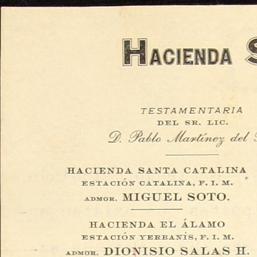 HACIENDA S
TESTAMENTARIA
DEL SR. LIC.
D. Pablo Martínez del
HACIENDA SANTA CATALINA
ESTACIÓN CATALINA, F. I. M.
ADMOR. MIGUEL SOTO.
HACIENDA EL ÁLAMO
ESTACIÓN YERBANÍS, F. I. M.
ADMOR. DIONISIO SALAS H.